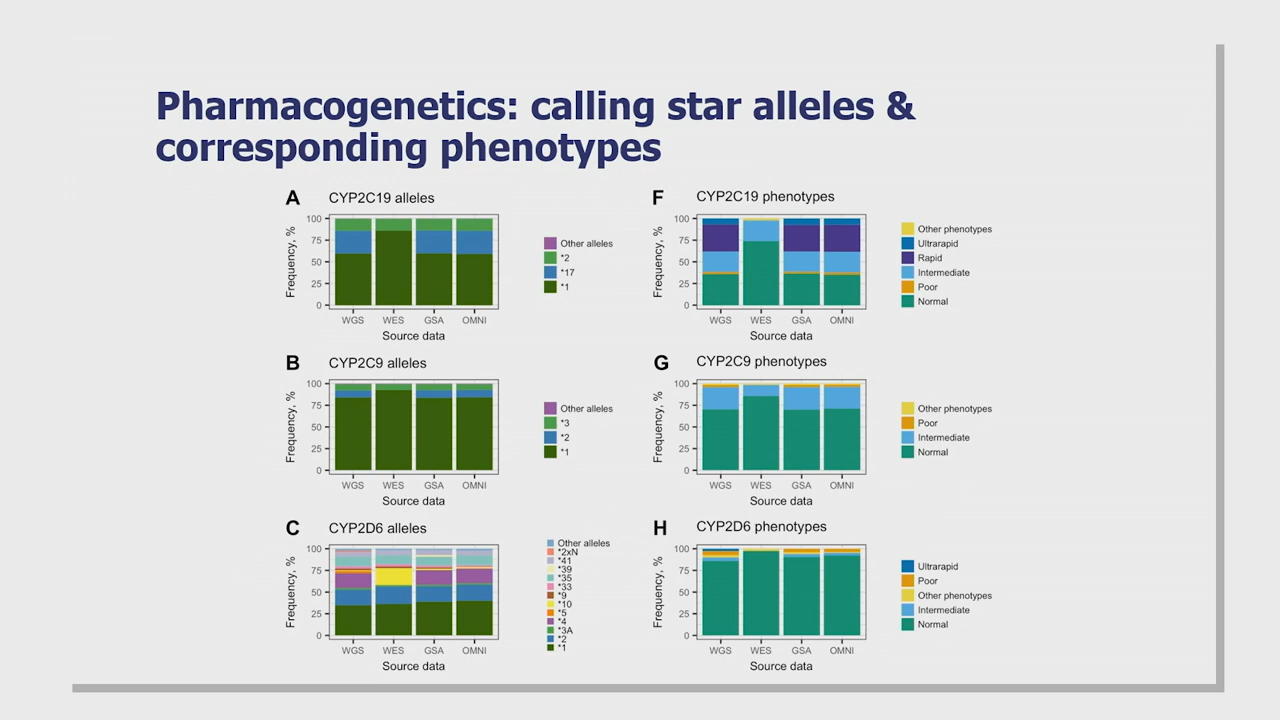 Pharmacogenetics: calling star alleles &
corresponding phenotypes
A CYP2C19 alleles
Frequency, %
100
75
50
25
0
WGS WES GSA OMNI
Source data
Other alleles
*2
*17
*1
F CYP2C19 phenotypes
Frequency, %
100
75
50
25
0
WGS WES GSA OMNI
Source data
Other phenotypes
Ultrarapid
Rapid
Intermediate
Poor
Normal
B CYP2C9 alleles
Frequency, %
100
75
50
25
0
WGS WES GSA OMNI
Source data
Other alleles
*3
*2
*1
G CYP2C9 phenotypes
Frequency, %
100
75
50
25
0
WGS WES GSA OMNI
Source data
Other phenotypes
Poor
Intermediate
Normal
C CYP2D6 alleles
Frequency, %
100
75
50
25
0
WGS WES GSA OMNI
Source data
Other alleles
*2xN
*41
*39
*35
*33
*9
*10
*5
*4
*3A
*2
*1
H CYP2D6 phenotypes
Frequency, %
100
75
50
25
0
WGS WES GSA OMNI
Source data
Ultrarapid
Poor
Other phenotypes
Intermediate
Normal